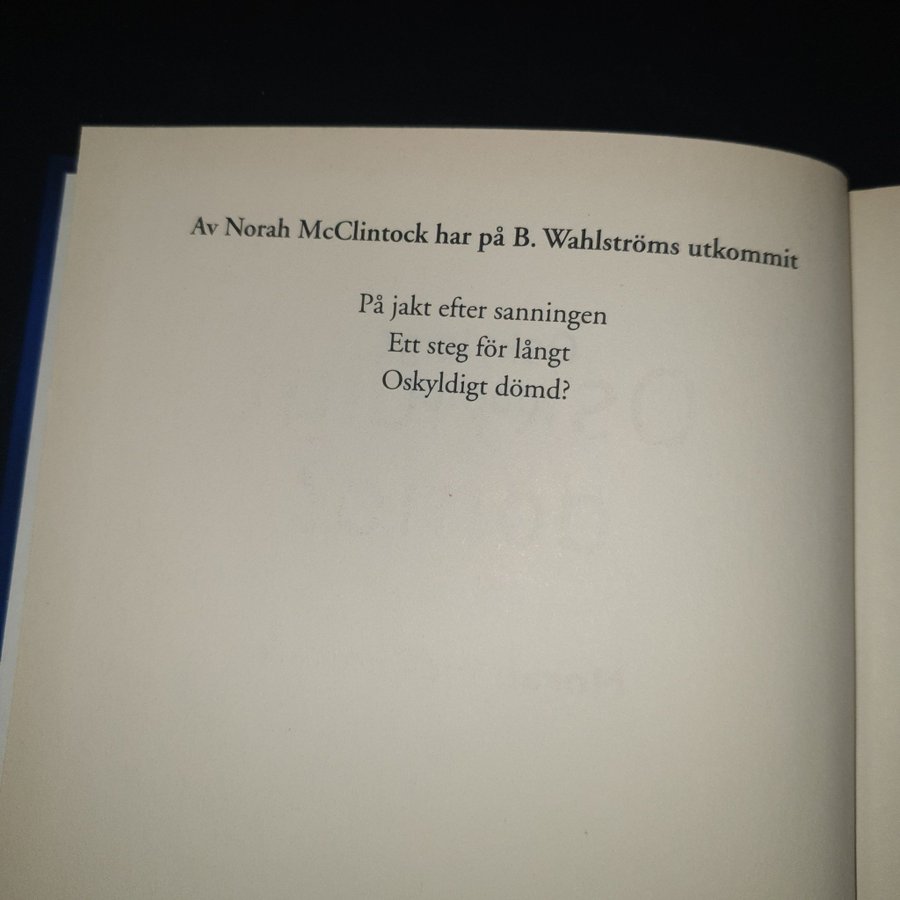 Av Norah McClintock har på B. Wahlströms utkommit
På jakt efter sanningen
Ett steg för långt
Oskyldigt dömd?